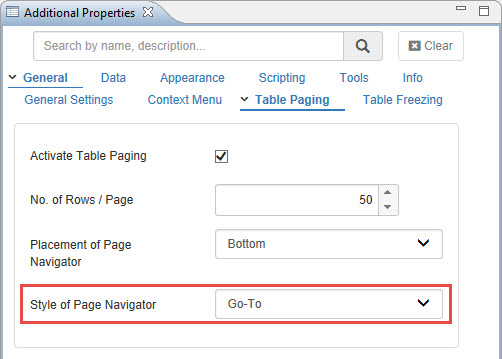 Additional Properties
Search by name, description... Clear
General Data Appearance Scripting Tools Info
General Settings Context Menu Table Paging Table Freezing
Activate Table Paging
No. of Rows / Page 50
Placement of Page Bottom
Navigator
Style of Page Navigator Go-To